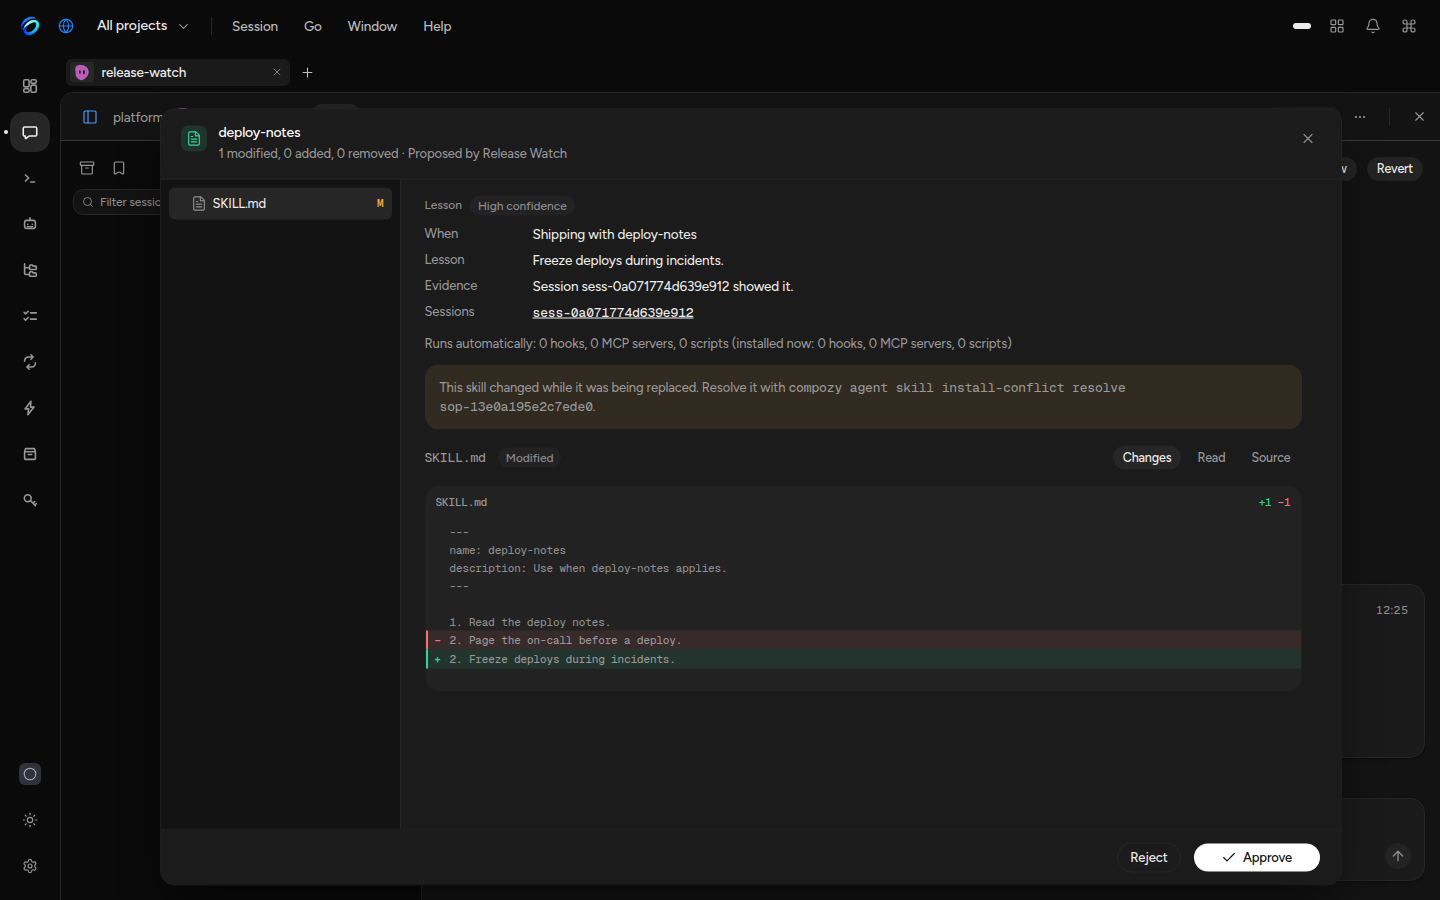 All projects
Session
Go
Window
Help
release-watch
platform
deploy-notes
1 modified, 0 added, 0 removed · Proposed by Release Watch
Revert
Filter sessic
SKILL.md
M
Lesson
High confidence
When
Shipping with deploy-notes
Lesson
Freeze deploys during incidents.
Evidence
Session sess-0a071774d639e912 showed it.
Sessions
sess-0a071774d639e912
Runs automatically: 0 hooks, 0 MCP servers, 0 scripts (installed now: 0 hooks, 0 MCP servers, 0 scripts)
This skill changed while it was being replaced. Resolve it with compozy agent skill install-conflict resolve
sop-13e0a195e2c7ede0.
SKILL.md
Modified
Changes
Read
Source
SKILL.md
+1 -1
---
name: deploy-notes
description: Use when deploy-notes applies.
---
1. Read the deploy notes.
- 2. Page the on-call before a deploy.
+ 2. Freeze deploys during incidents.
12:25
Reject
Approve